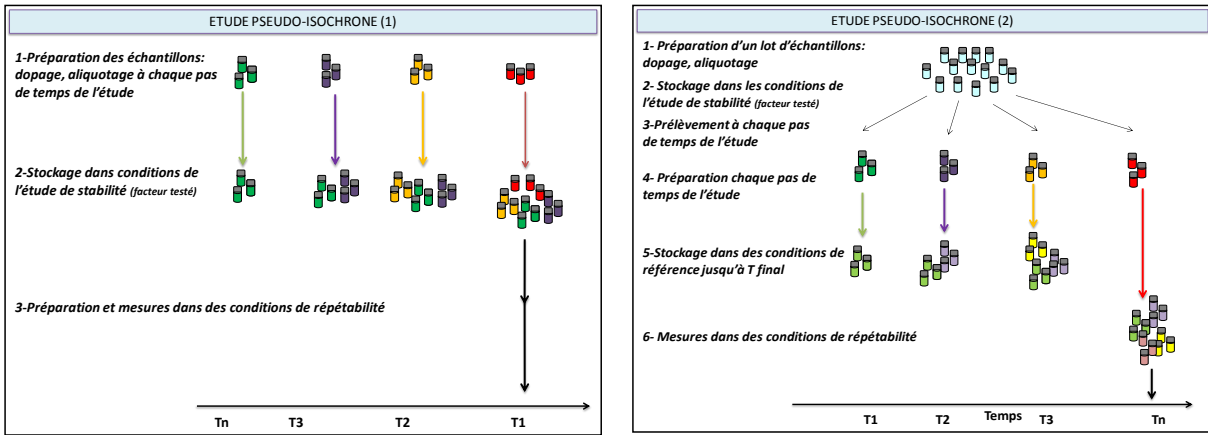 ETUDE PSEUDO-ISOCHRONE (1)
1-Préparation des échantillons:
dopage, aliquotage à chaque pas
de temps de l'étude
2-Stockage dans conditions de
l'étude de stabilité (facteur testé)
3-Préparation et mesures dans des conditions de répétabilité
Tn T3 T2 T1
ETUDE PSEUDO-ISOCHRONE (2)
1- Préparation d'un lot d'échantillons:
dopage, aliquotage
2- Stockage dans les conditions de
l'étude de stabilité (facteur testé)
3-Prélèvement à chaque pas
de temps de l'étude
4- Préparation chaque pas de
temps de l'étude
5-Stockage dans des conditions de
référence jusqu'à T final
6- Mesures dans des conditions de répétabilité
T1 T2 Temps T3 Tn